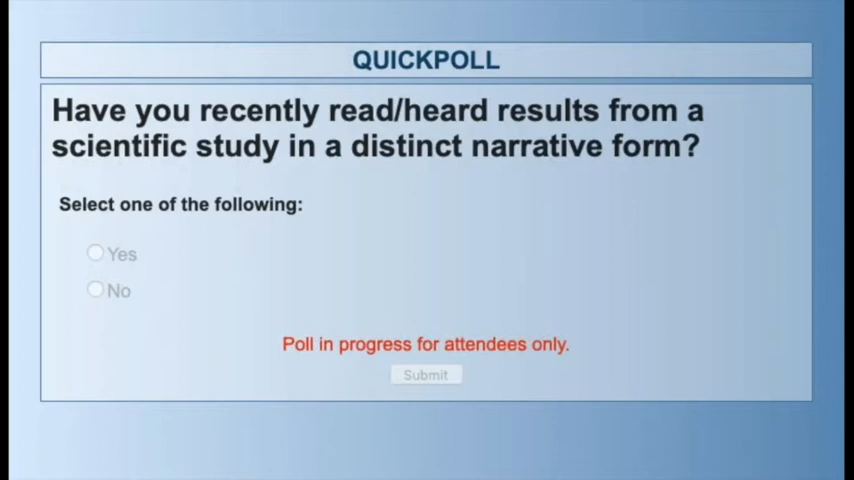 QUICKPOLL
Have you recently read/heard results from a
scientific study in a distinct narrative form?
Select one of the following:
Yes
No
Poll in progress for attendees only.
Submit